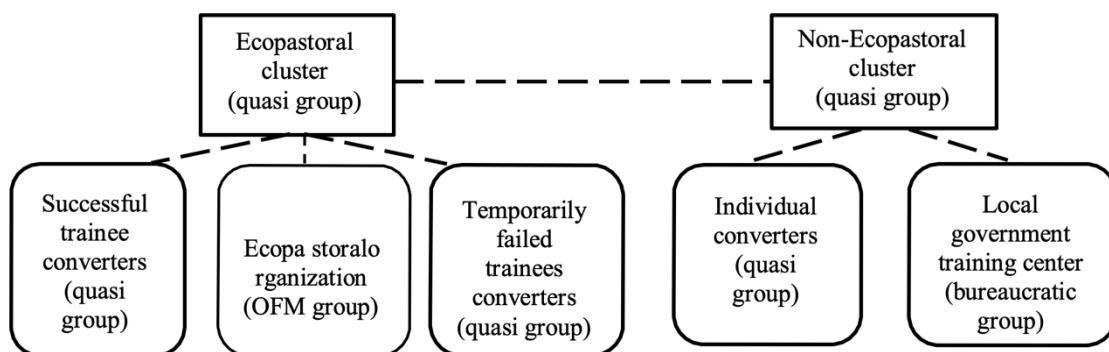 Ecopastoral
cluster
(quasi group)
Non-Ecopastoral
cluster
(quasi group)
Successful
trainee
converters
(quasi
group)
Ecopa storalo
rganization
(OFM group)
Temporarily
failed
trainees
converters
(quasi group)
Individual
converters
(quasi
group)
Local
government
training center
(bureaucratic
group)